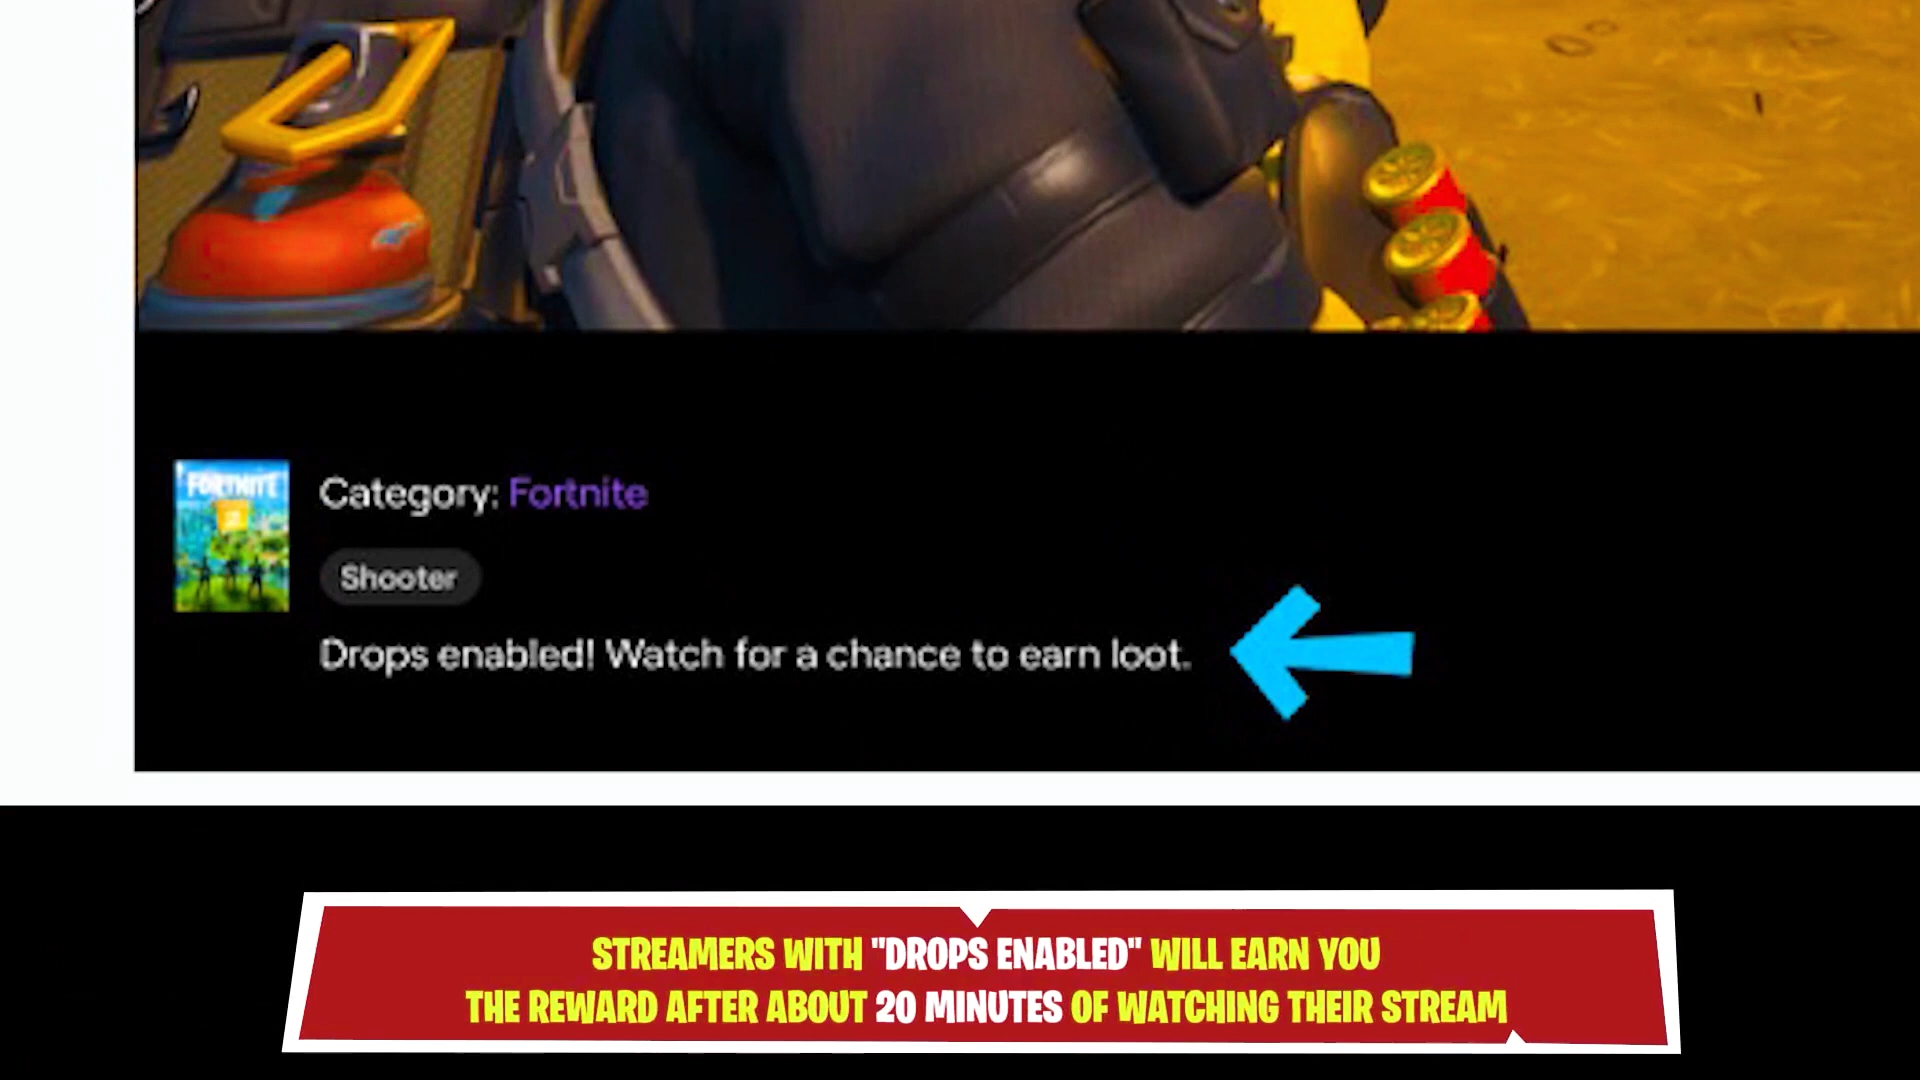 FORTNITE
Category: Fortnite
Shooter
Drops enabled! Watch for a chance to earn loot.
STREAMERS WITH "DROPS ENABLED" WILL EARN YOU
THE REWARD AFTER ABOUT 20 MINUTES OF WATCHING THEIR STREAM